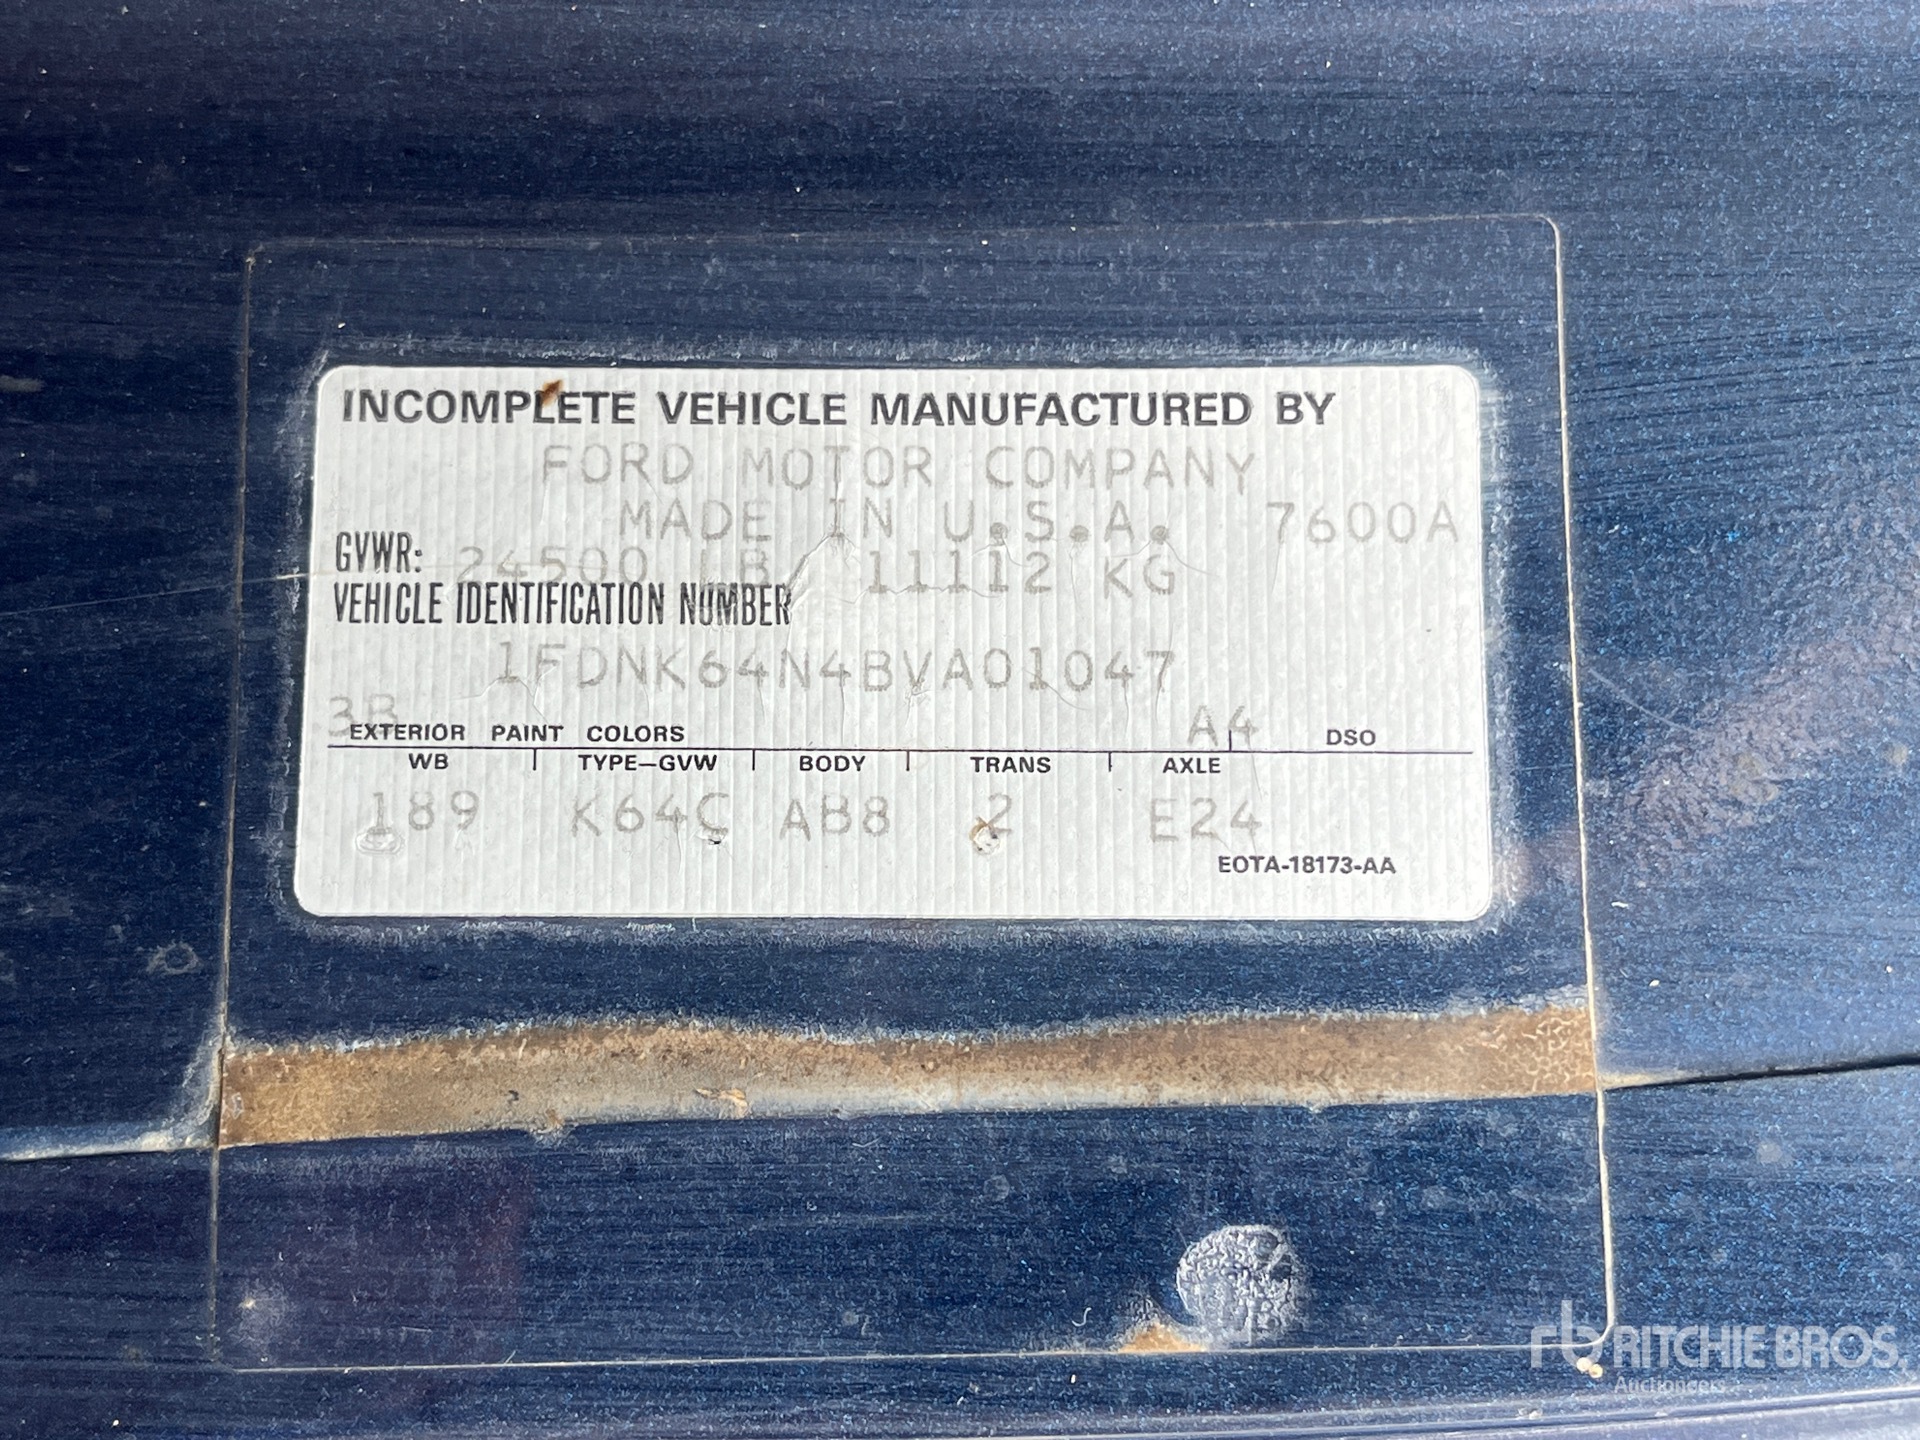 INCOMPLETE VEHICLE MANUFACTURED BY
FORD MOTOR COMPANY
MADE IN U.S.A. 7600A
GVWR: 24500 LB/ 11112 KG
VEHICLE IDENTIFICATION NUMBER
1FDNK64N4BVA01047
3B A4
EXTERIOR PAINT COLORS DSO
WB TYPE-GVW BODY TRANS AXLE
189 K64C AB8 2 E24
EOTA-18173-AA
rb RITCHIE BROS.
Auctioneers